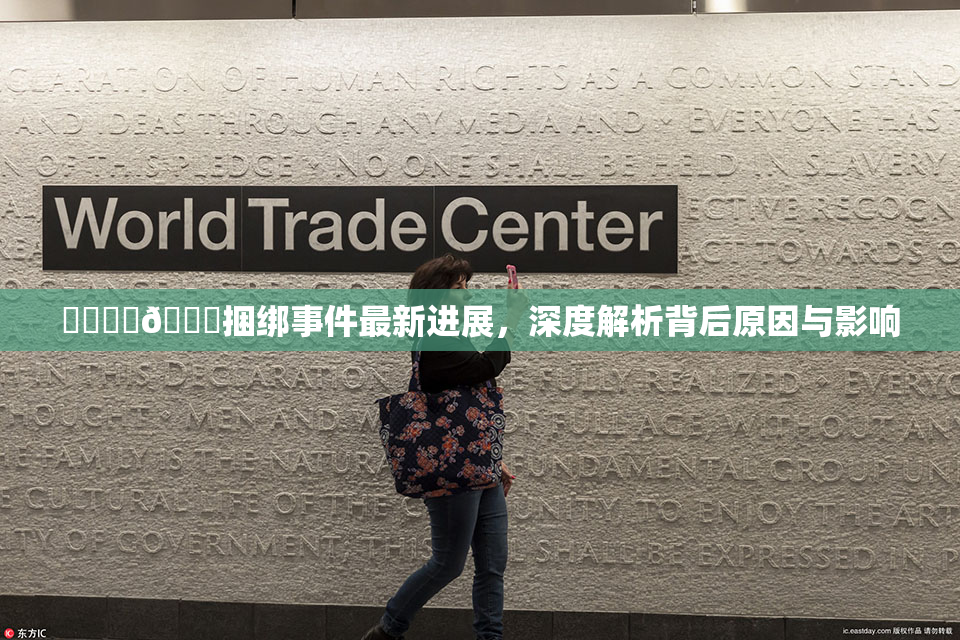 CLARATION OF HUMAN RIGHTS AS A COMMON STAND
AND IDEAS THROUGH ANY MEDIA AND • EVERYONE HAS T
N OF THIS PLEDGE • NO ONE SHALL BE HELD IN SLAVERY
World Trade Center
ECTIVE RECOGN
ACT TOWARDS O
捆绑事件最新进展，深度解析背后原因与影响
IN THIS DECLARATION FULLY REALIZED • EVERYO
THOUGHT MEN AND OF FULL AGE, WITHO
E FAMILY IS THE NATURA FUNDAMENTAL GROUP
E CULTURAL LIFE OF THE COMMUNITY, TO ENJOY THE ART
TY OF GOVERNMENT; THIS SHALL BE EXPRESSED IN P
东方IC
ic.eastday.com 版权作品 请勿转载